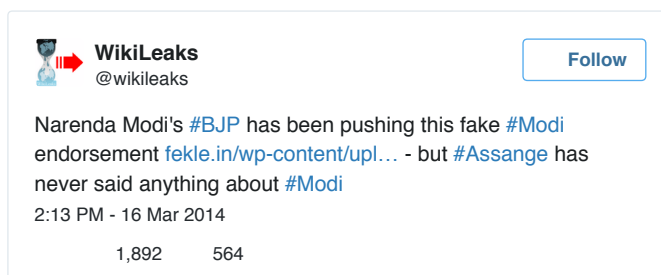 WikiLeaks
@wikileaks
Follow
Narenda Modi's #BJP has been pushing this fake #Modi
endorsement fekle.in/wp-content/upl… - but #Assange has
never said anything about #Modi
2:13 PM - 16 Mar 2014
1,892 564